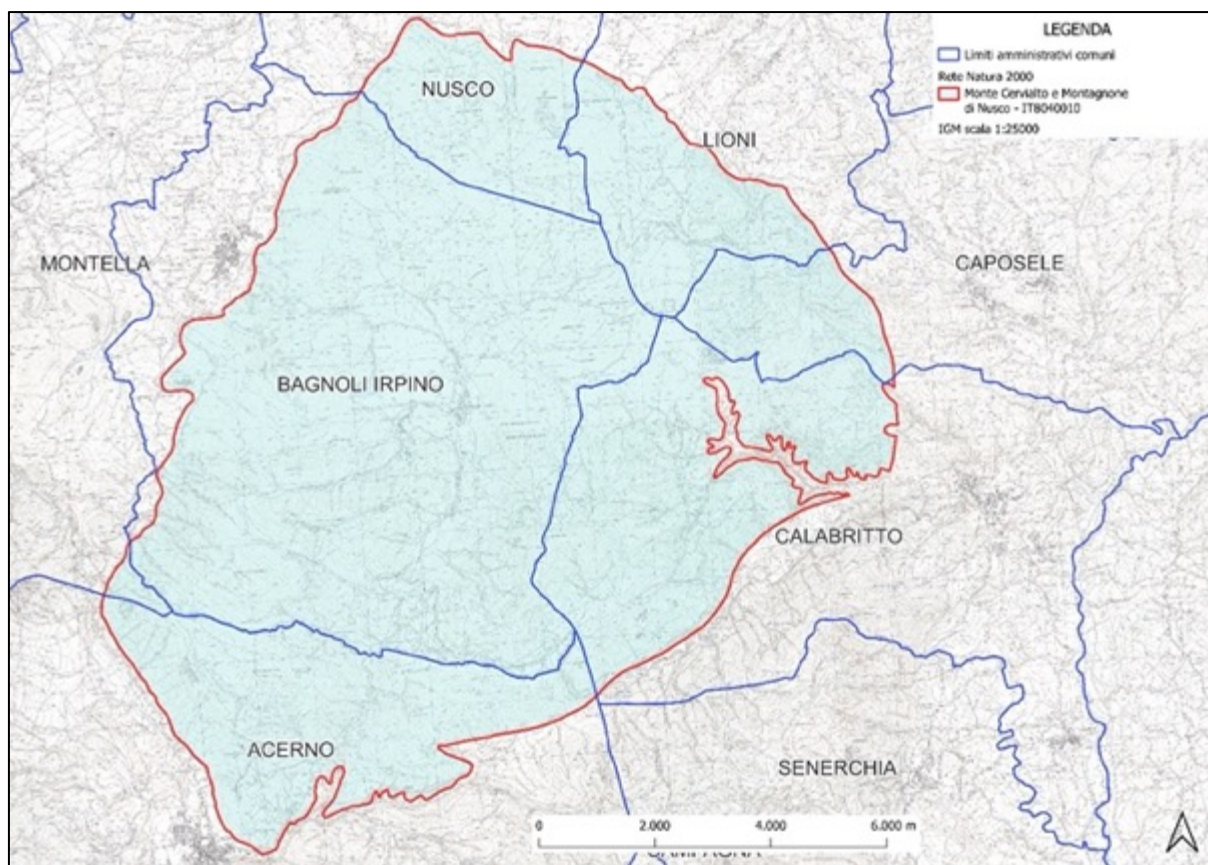 LEGENDA
Limiti amministrativi comuni
Rete Natura 2000
Monte Cervialto e Montagnone
di Nusco - IT8040010
IGM scala 1:25000
NUSCO
LIONI
MONTELLA
CAPOSELE
BAGNOLI IRPINO
CALABRITTO
ACERNO
SENERCHIA
0 2.000 4.000 6.000 m